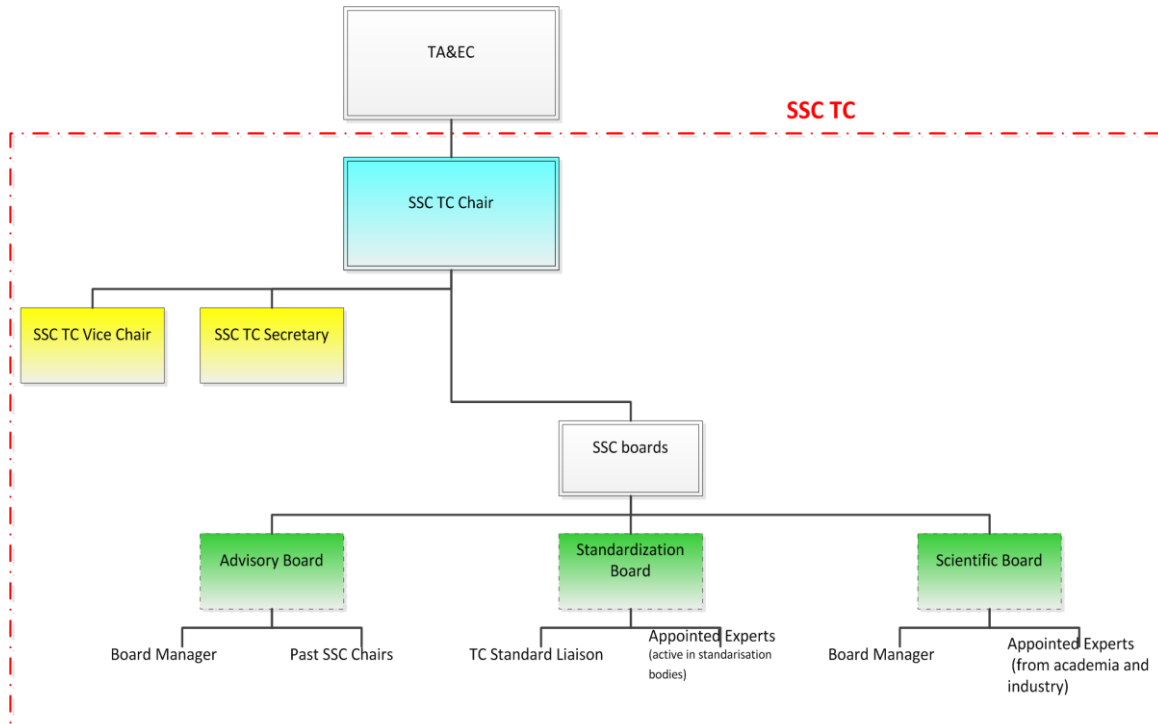 TA&EC
SSC TC
SSC TC Chair
SSC TC Vice Chair
SSC TC Secretary
SSC boards
Advisory Board
Standardization
Board
Scientific Board
Board Manager
Past SSC Chairs
TC Standard Liaison
Appointed Experts
(active in standarisation
bodies)
Board Manager
Appointed Experts
(from academia and
industry)